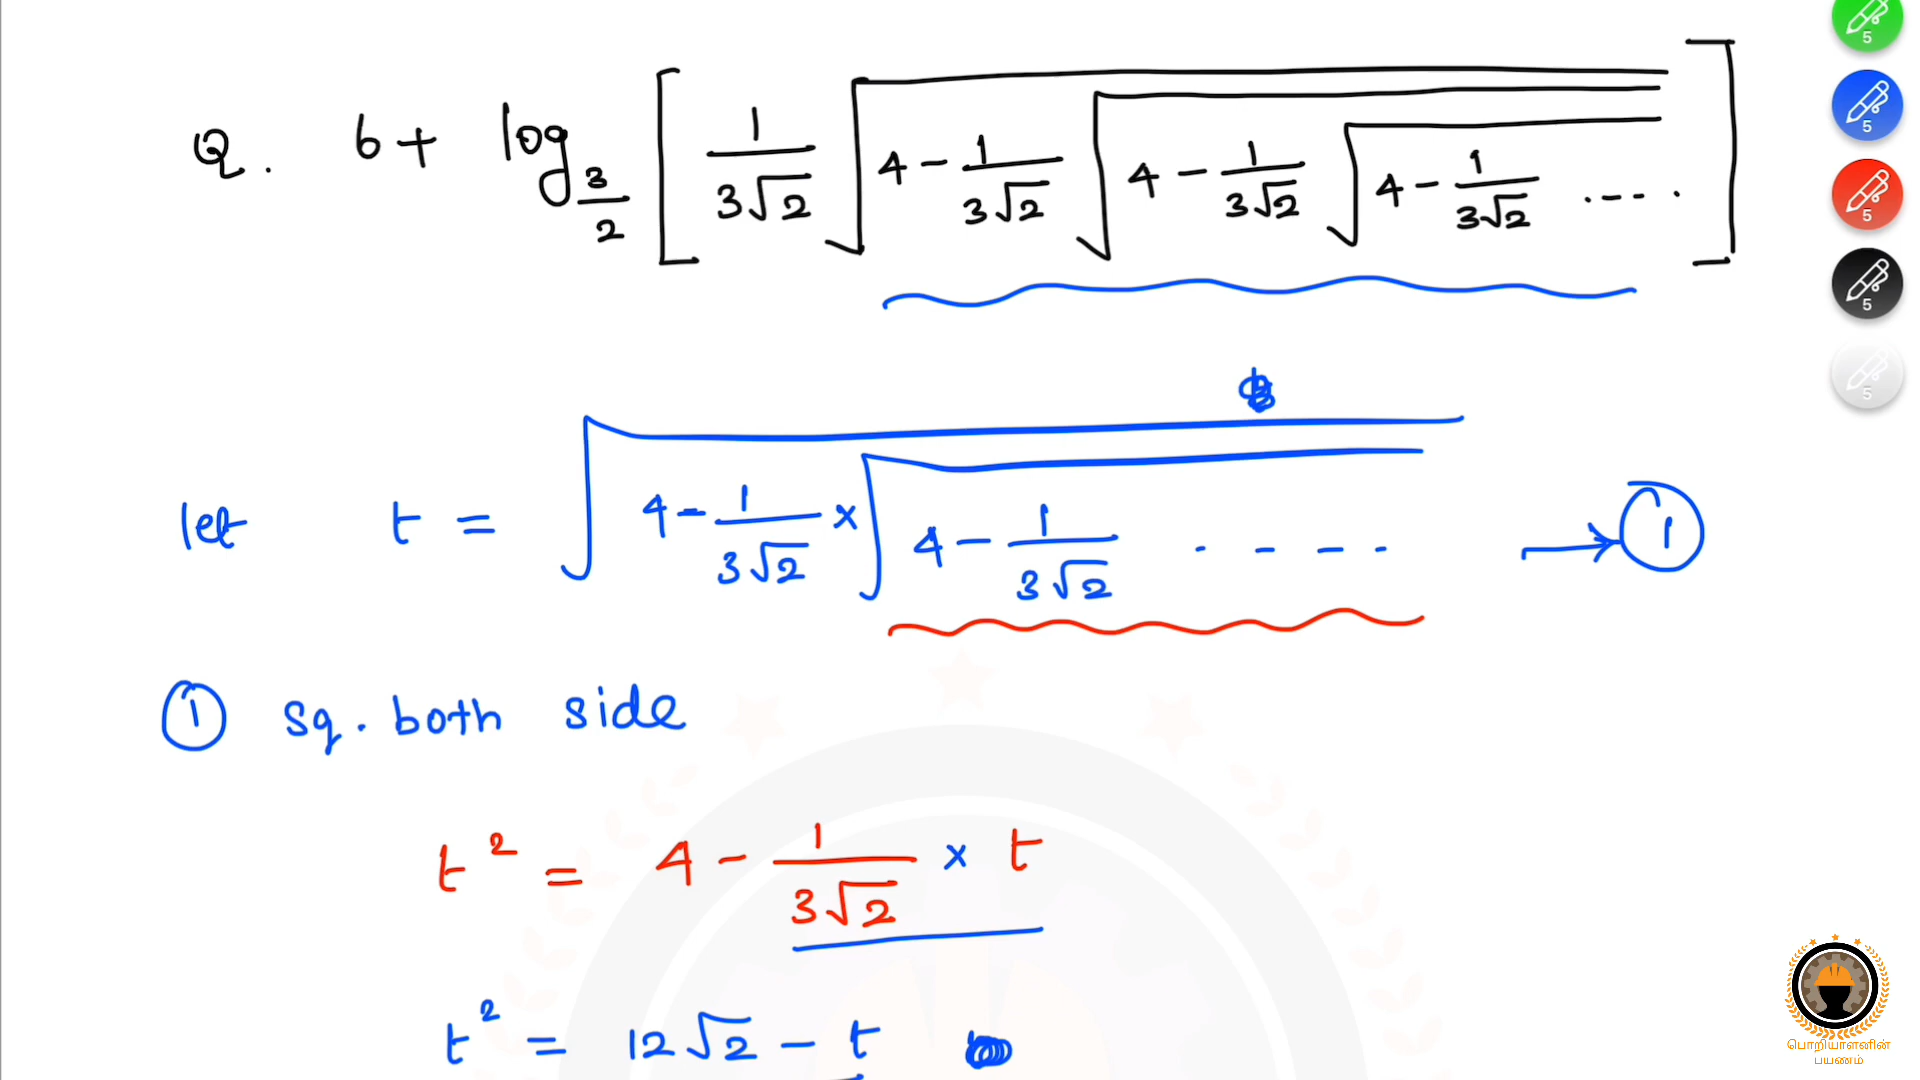 Q. 6 + log_{3/2} [ 1/(3√2) √(4 - 1/(3√2) √(4 - 1/(3√2) √(4 - 1/(3√2) ....))) ]
let t = √(4 - 1/(3√2) × √(4 - 1/(3√2) ....)) → ①
① sq. both side
t² = 4 - 1/(3√2) × t
t² = 12√2 - t
5
5
5
5
5
பொறியாளனின்
பயணம்